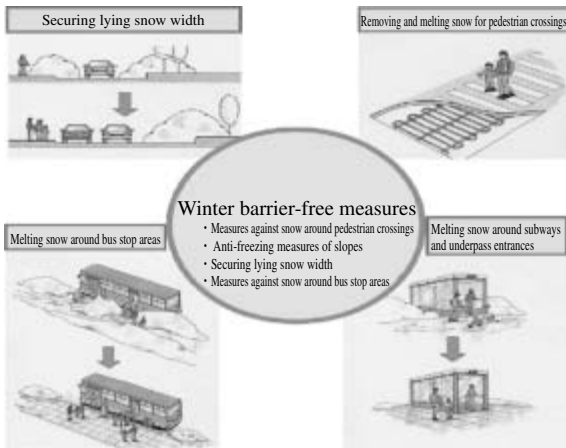 Securing lying snow width
Removing and melting snow for pedestrian crossings
Winter barrier-free measures
・Measures against snow around pedestrian crossings
・Anti-freezing measures of slopes
・Securing lying snow width
・Measures against snow around bus stop areas
Melting snow around bus stop areas
Melting snow around subways
and underpass entrances